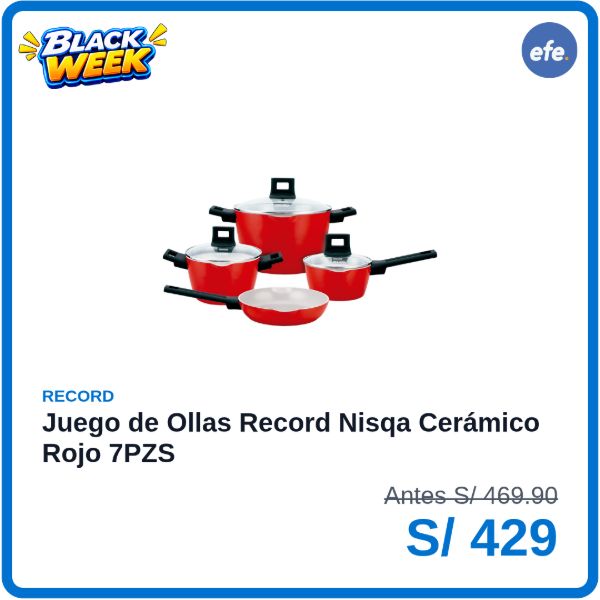 BLACK
WEEK
efe.
RECORD
Juego de Ollas Record Nisqa Cerámico
Rojo 7PZS
Antes S/ 469.90
S/ 429